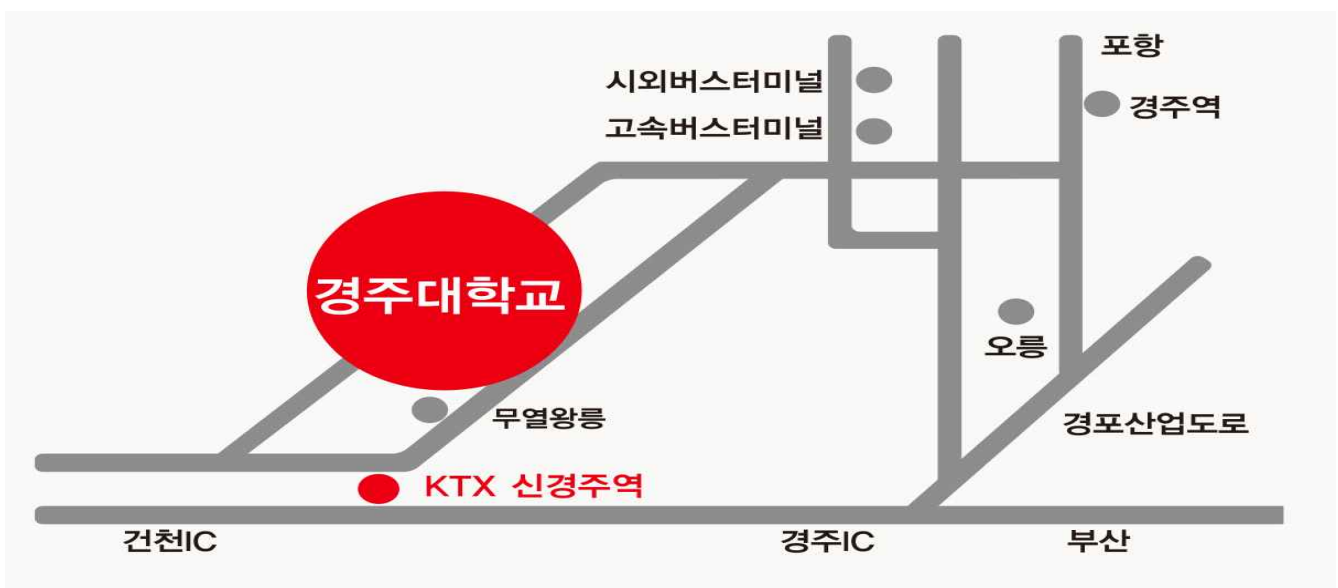 포항
시외버스터미널
경주역
고속버스터미널
경주대학교
오릉
무열왕릉
경포산업도로
KTX 신경주역
건천IC
경주IC
부산